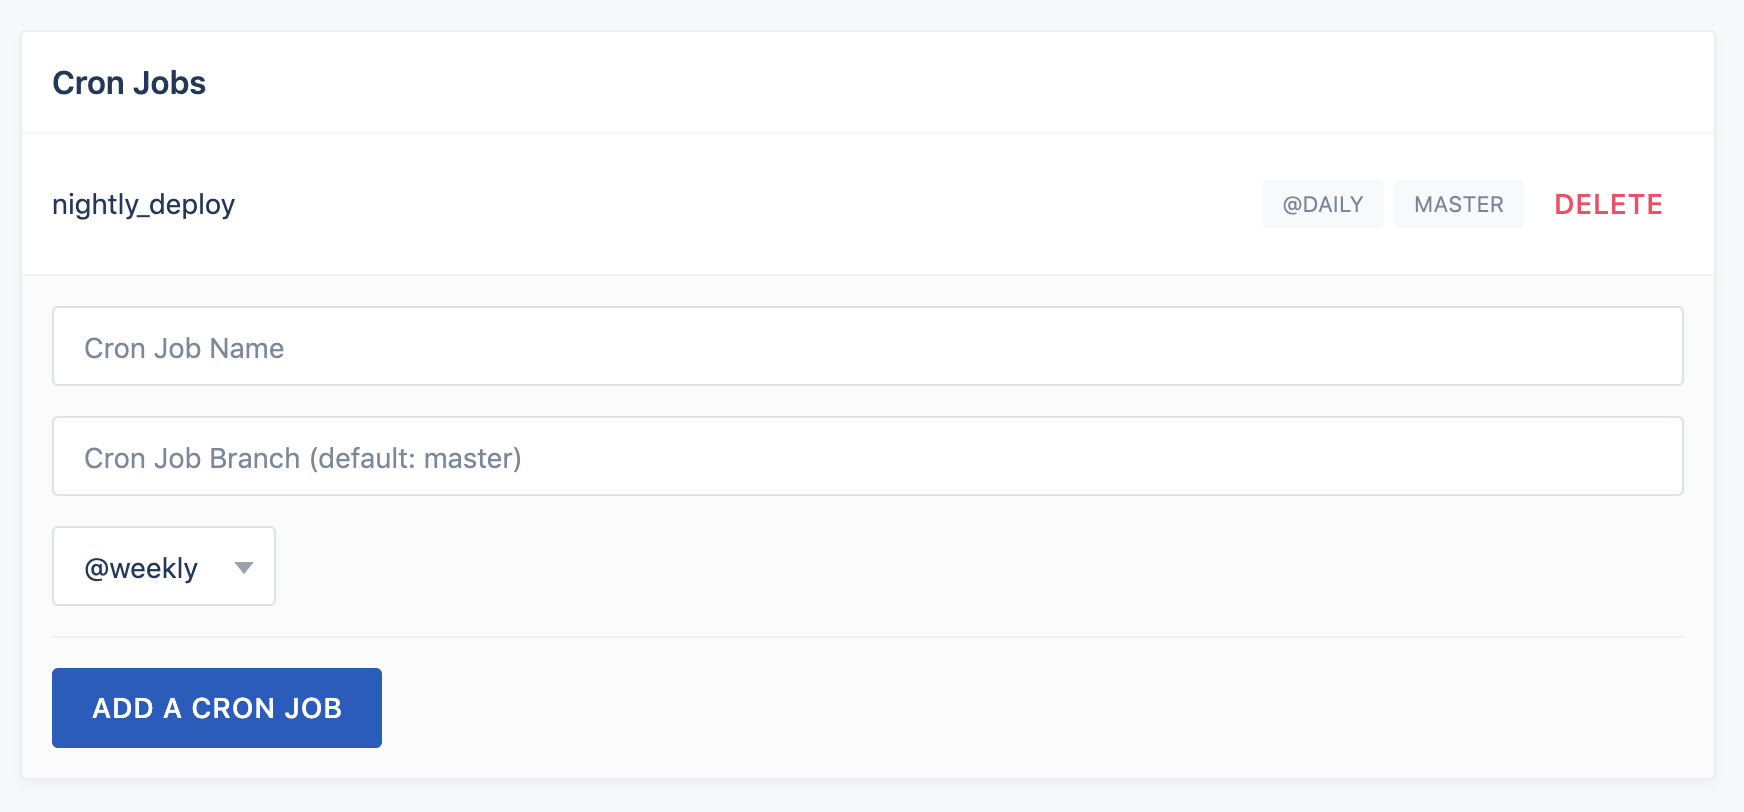 Cron Jobs
nightly_deploy @DAILY MASTER DELETE
Cron Job Name
Cron Job Branch (default: master)
@weekly
ADD A CRON JOB